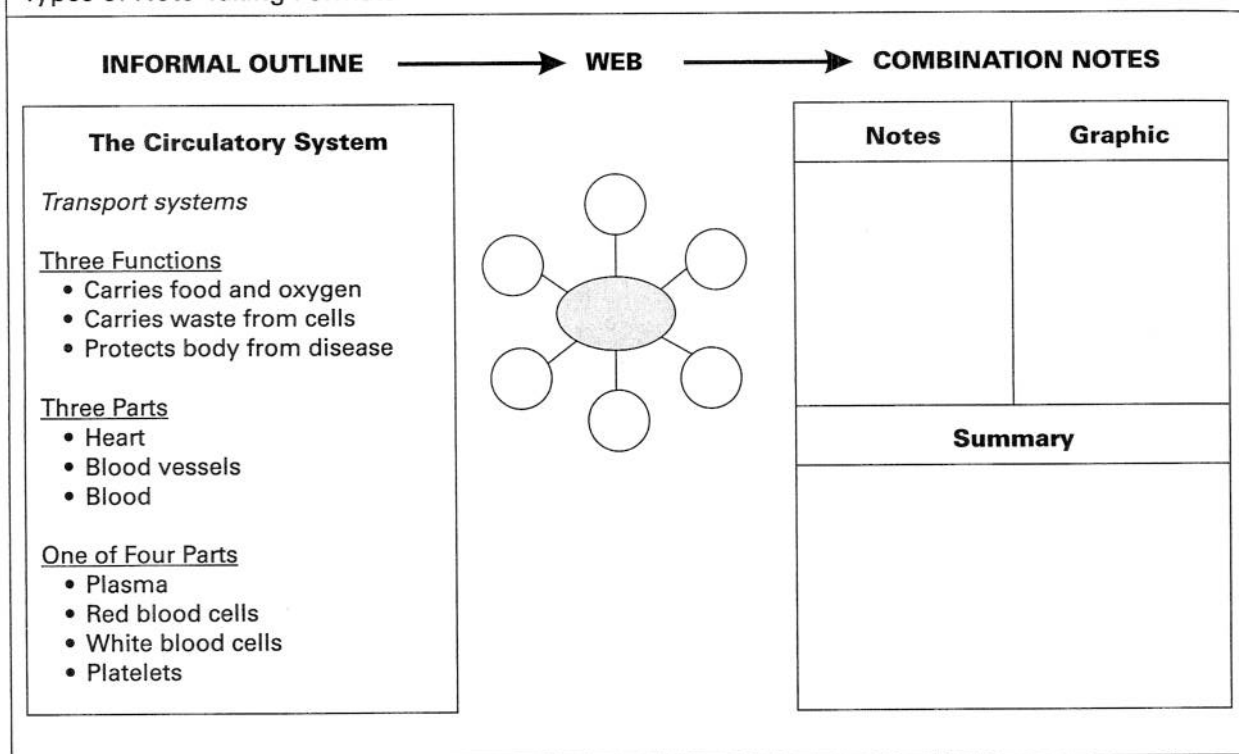 INFORMAL OUTLINE
WEB
COMBINATION NOTES
The Circulatory System
Transport systems
Three Functions
• Carries food and oxygen
• Carries waste from cells
• Protects body from disease
Three Parts
• Heart
• Blood vessels
• Blood
One of Four Parts
• Plasma
• Red blood cells
• White blood cells
• Platelets
Notes
Graphic
Summary